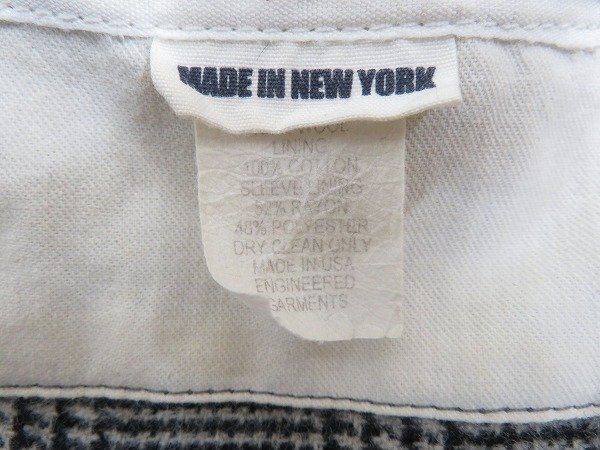 MADE IN NEW YORK
WOOL
LINING
100% COTTON
SLEEVE LINING
52% RAYON
48% POLYESTER
DRY CLEAN ONLY
MADE IN USA
ENGINEERED
GARMENTS